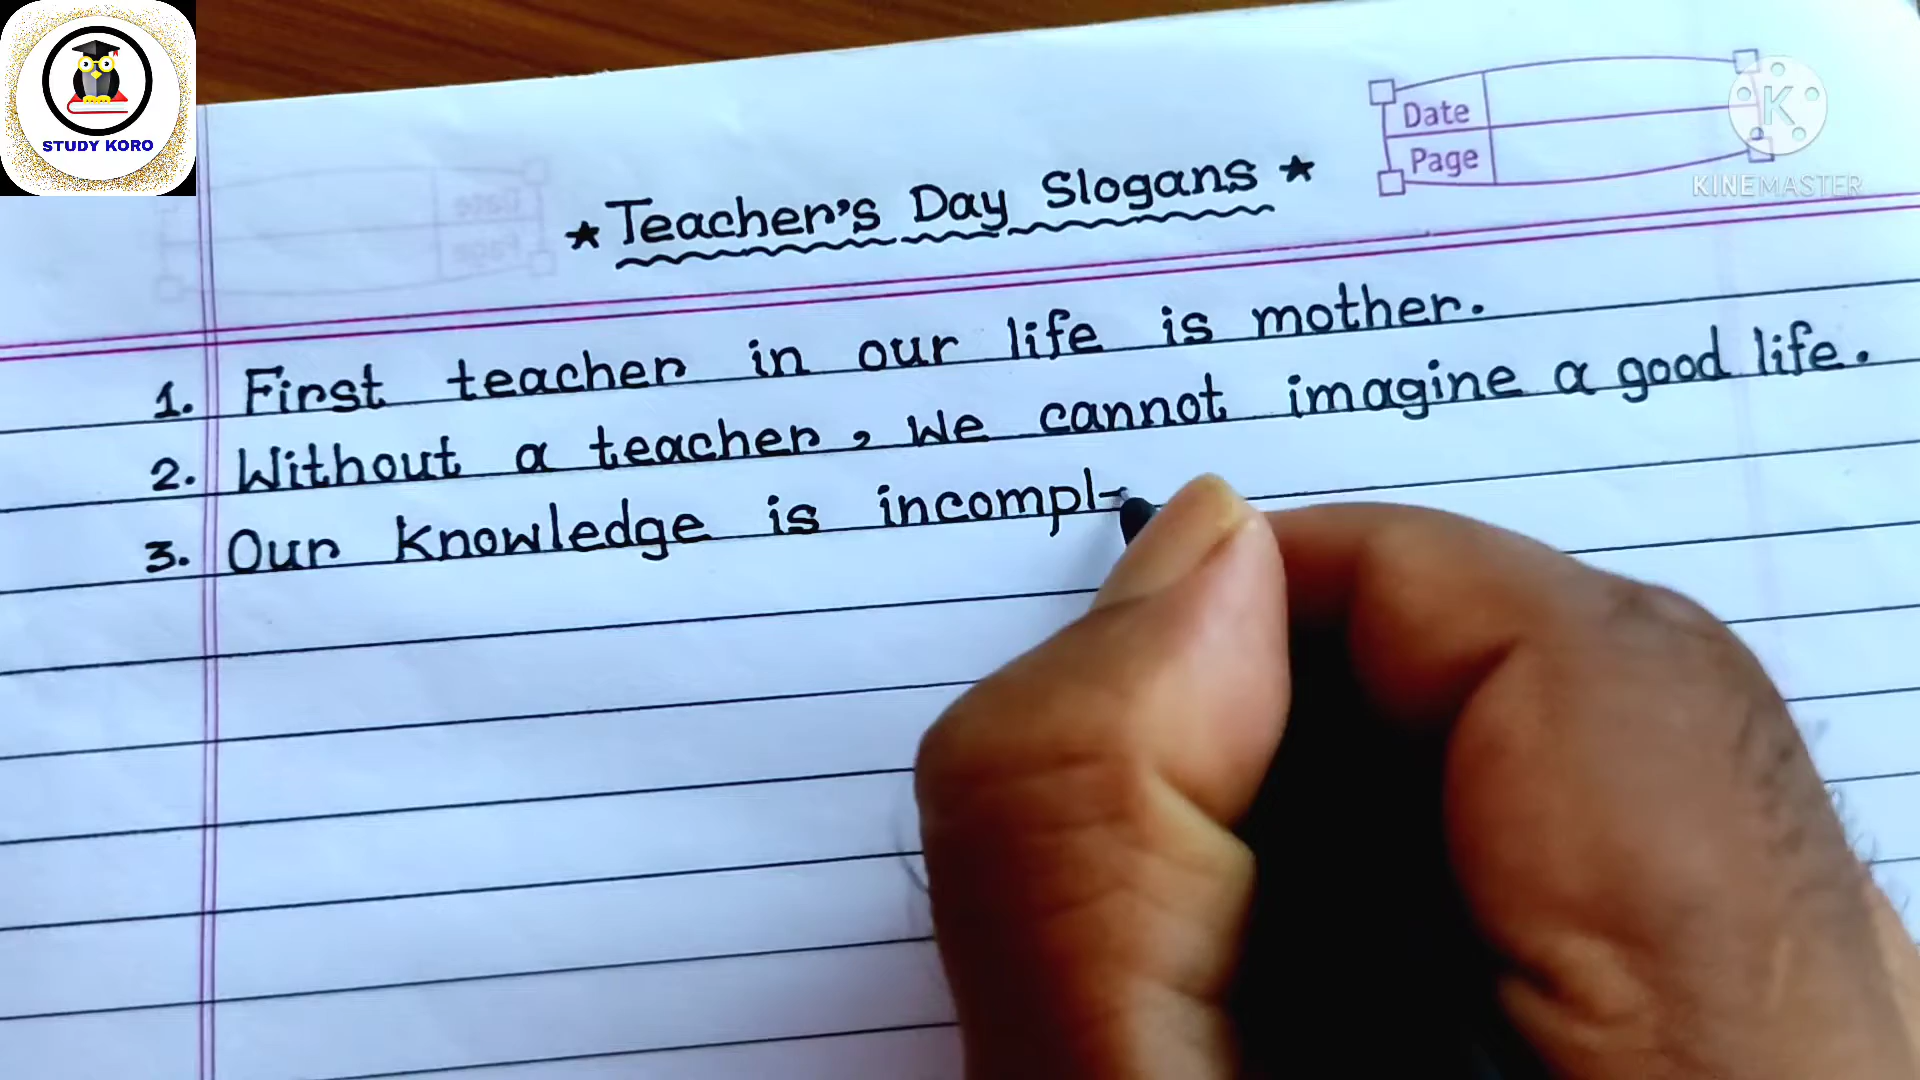 STUDY KORO
Date
Page
KINEMASTER
★ Teacher's Day Slogans ★
1. First teacher in our life is mother.
2. Without a teacher, We cannot imagine a good life.
3. Our knowledge is incompl